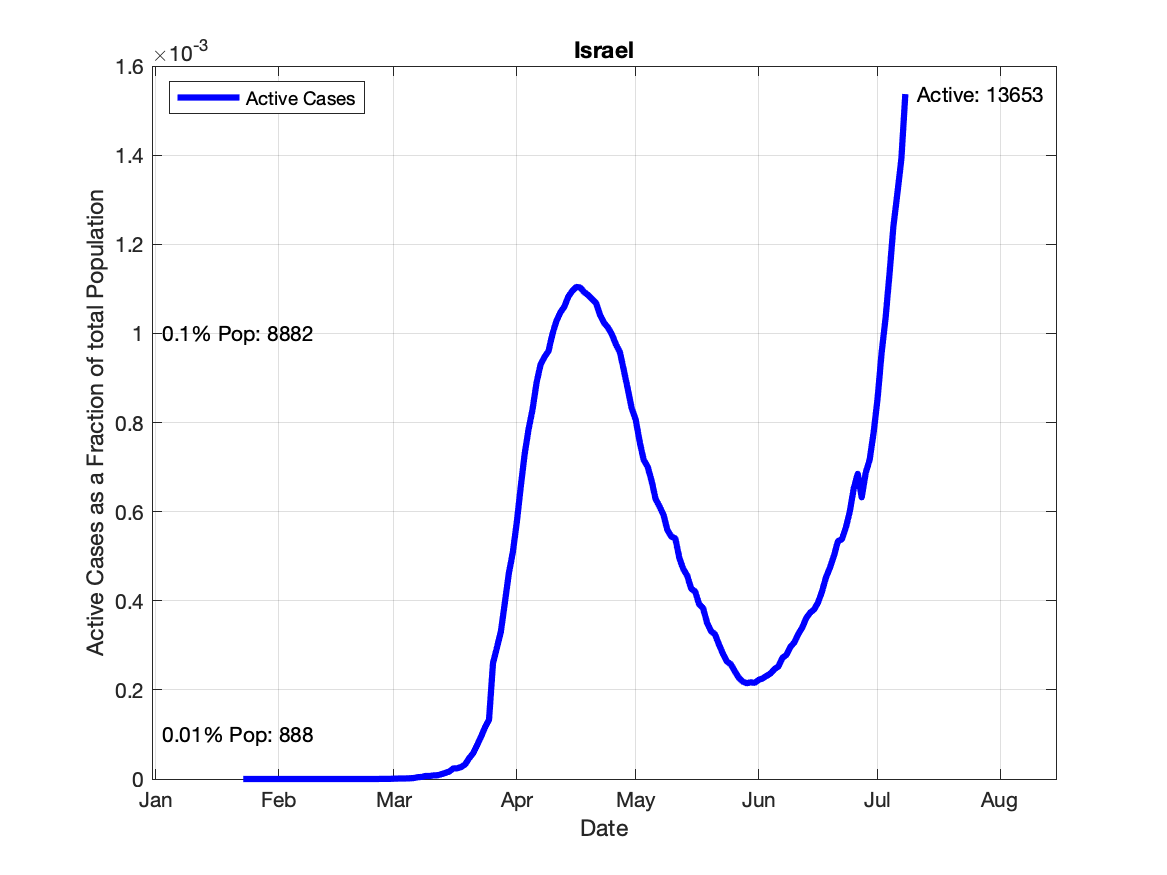 Israel
×10^-3
Active Cases
Active: 13653
1.6
1.4
1.2
1
0.8
0.6
0.4
0.2
0
0.1% Pop: 8882
0.01% Pop: 888
Active Cases as a Fraction of total Population
Jan Feb Mar Apr May Jun Jul Aug
Date